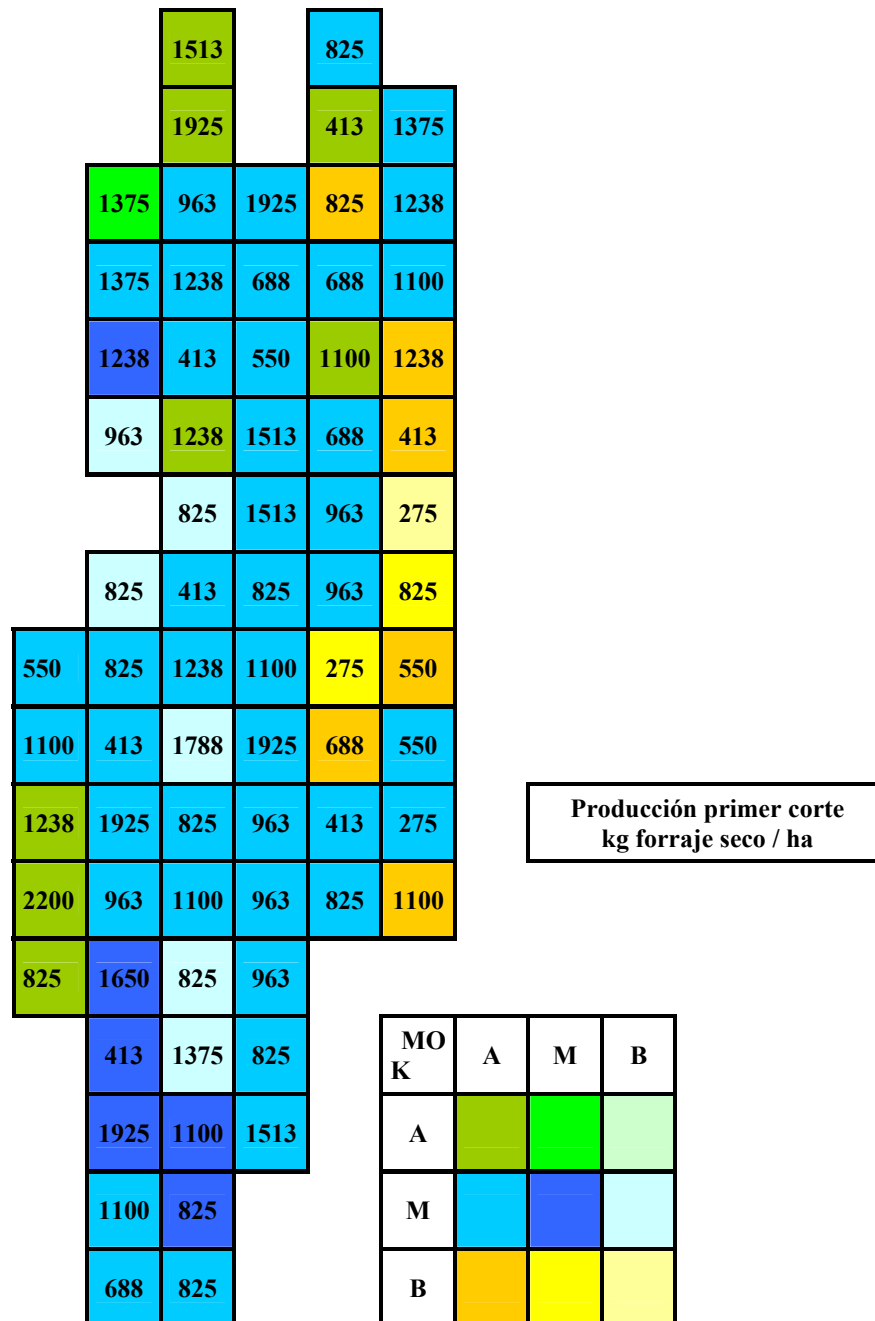 1513 825
1925 413 1375
1375 963 1925 825 1238
1375 1238 688 688 1100
1238 413 550 1100 1238
963 1238 1513 688 413
825 1513 963 275
825 413 825 963 825
550 825 1238 1100 275 550
1100 413 1788 1925 688 550
1238 1925 825 963 413 275
Producción primer corte
kg forraje seco / ha
2200 963 1100 963 825 1100
825 1650 825 963
413 1375 825
1925 1100 1513
1100 825
688 825
MO
K A M B
A
M
B